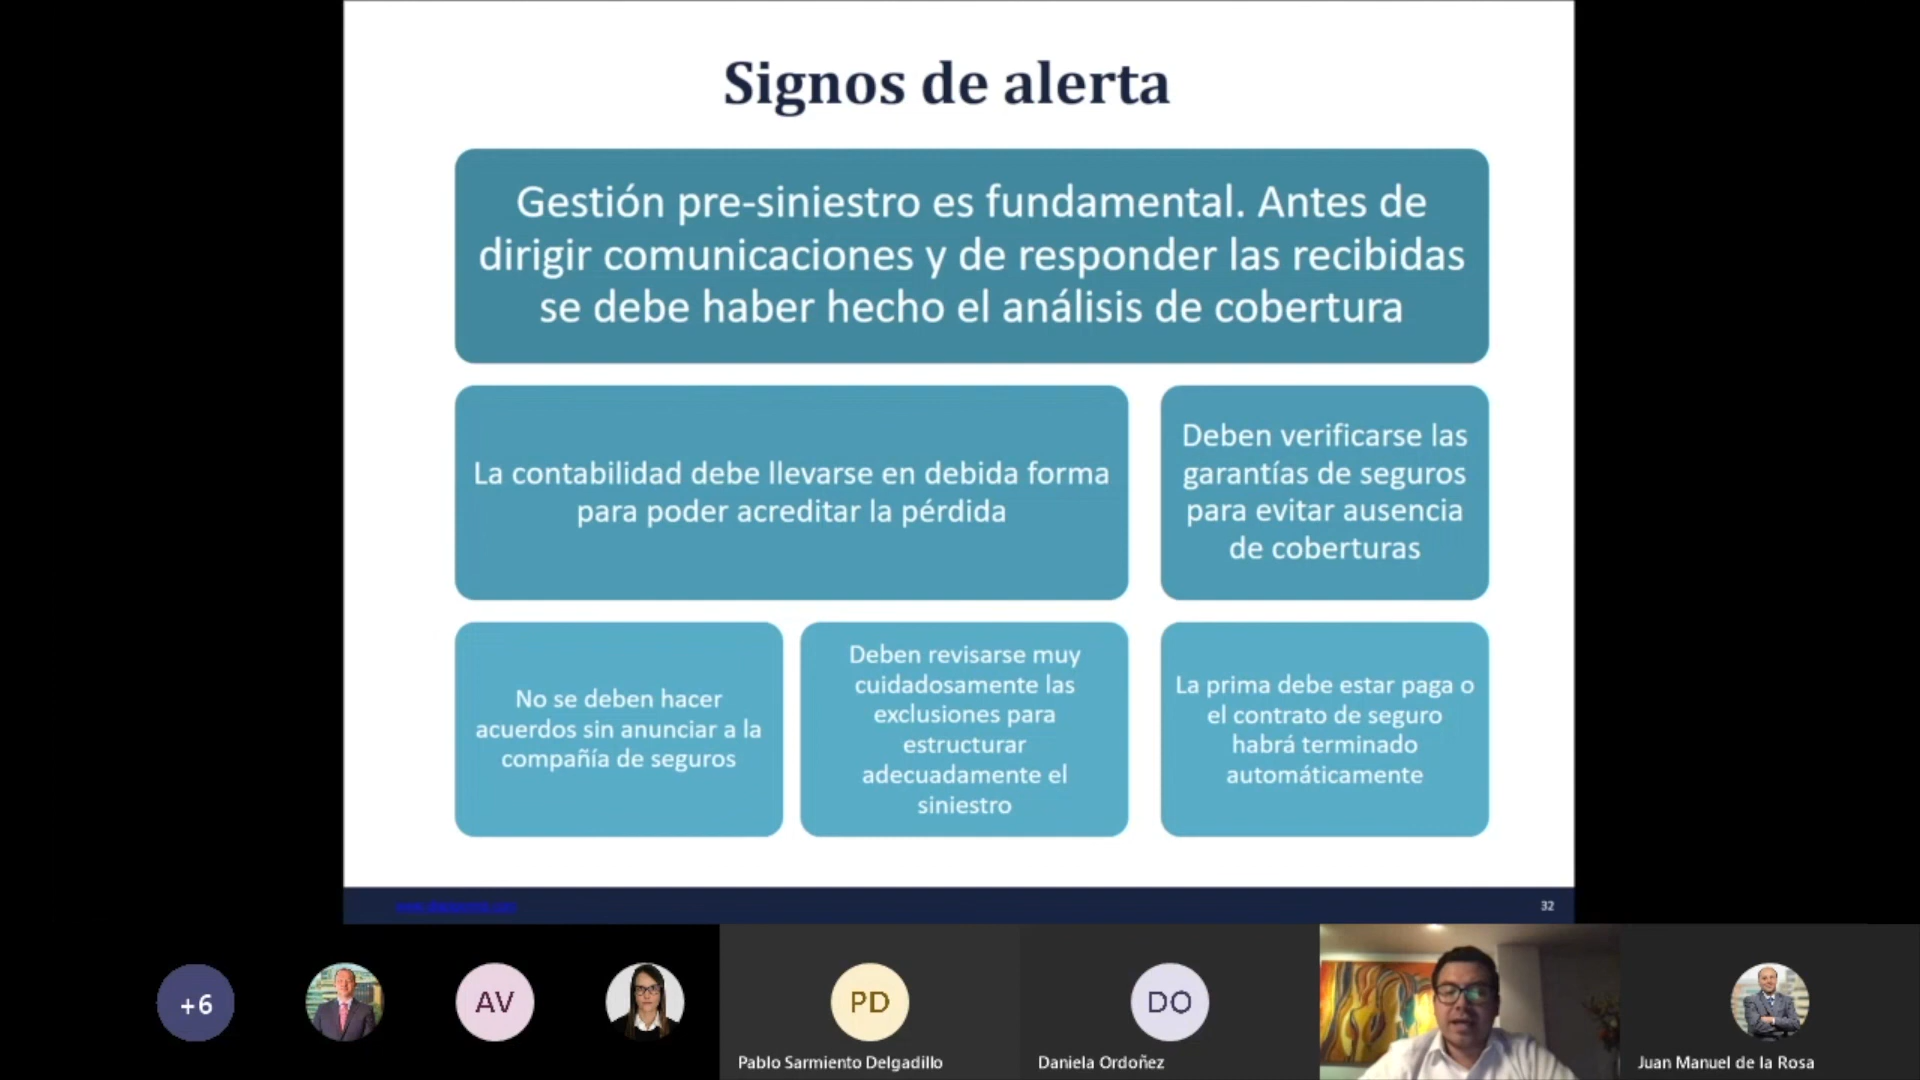 Signos de alerta
Gestión pre-siniestro es fundamental. Antes de
dirigir comunicaciones y de responder las recibidas
se debe haber hecho el análisis de cobertura
La contabilidad debe llevarse en debida forma
para poder acreditar la pérdida
Deben verificarse las
garantías de seguros
para evitar ausencia
de coberturas
No se deben hacer
acuerdos sin anunciar a la
compañía de seguros
Deben revisarse muy
cuidadosamente las
exclusiones para
estructurar
adecuadamente el
siniestro
La prima debe estar paga o
el contrato de seguro
habrá terminado
automáticamente
32
+6
AV
PD
Pablo Sarmiento Delgadillo
DO
Daniela Ordoñez
Juan Manuel de la Rosa